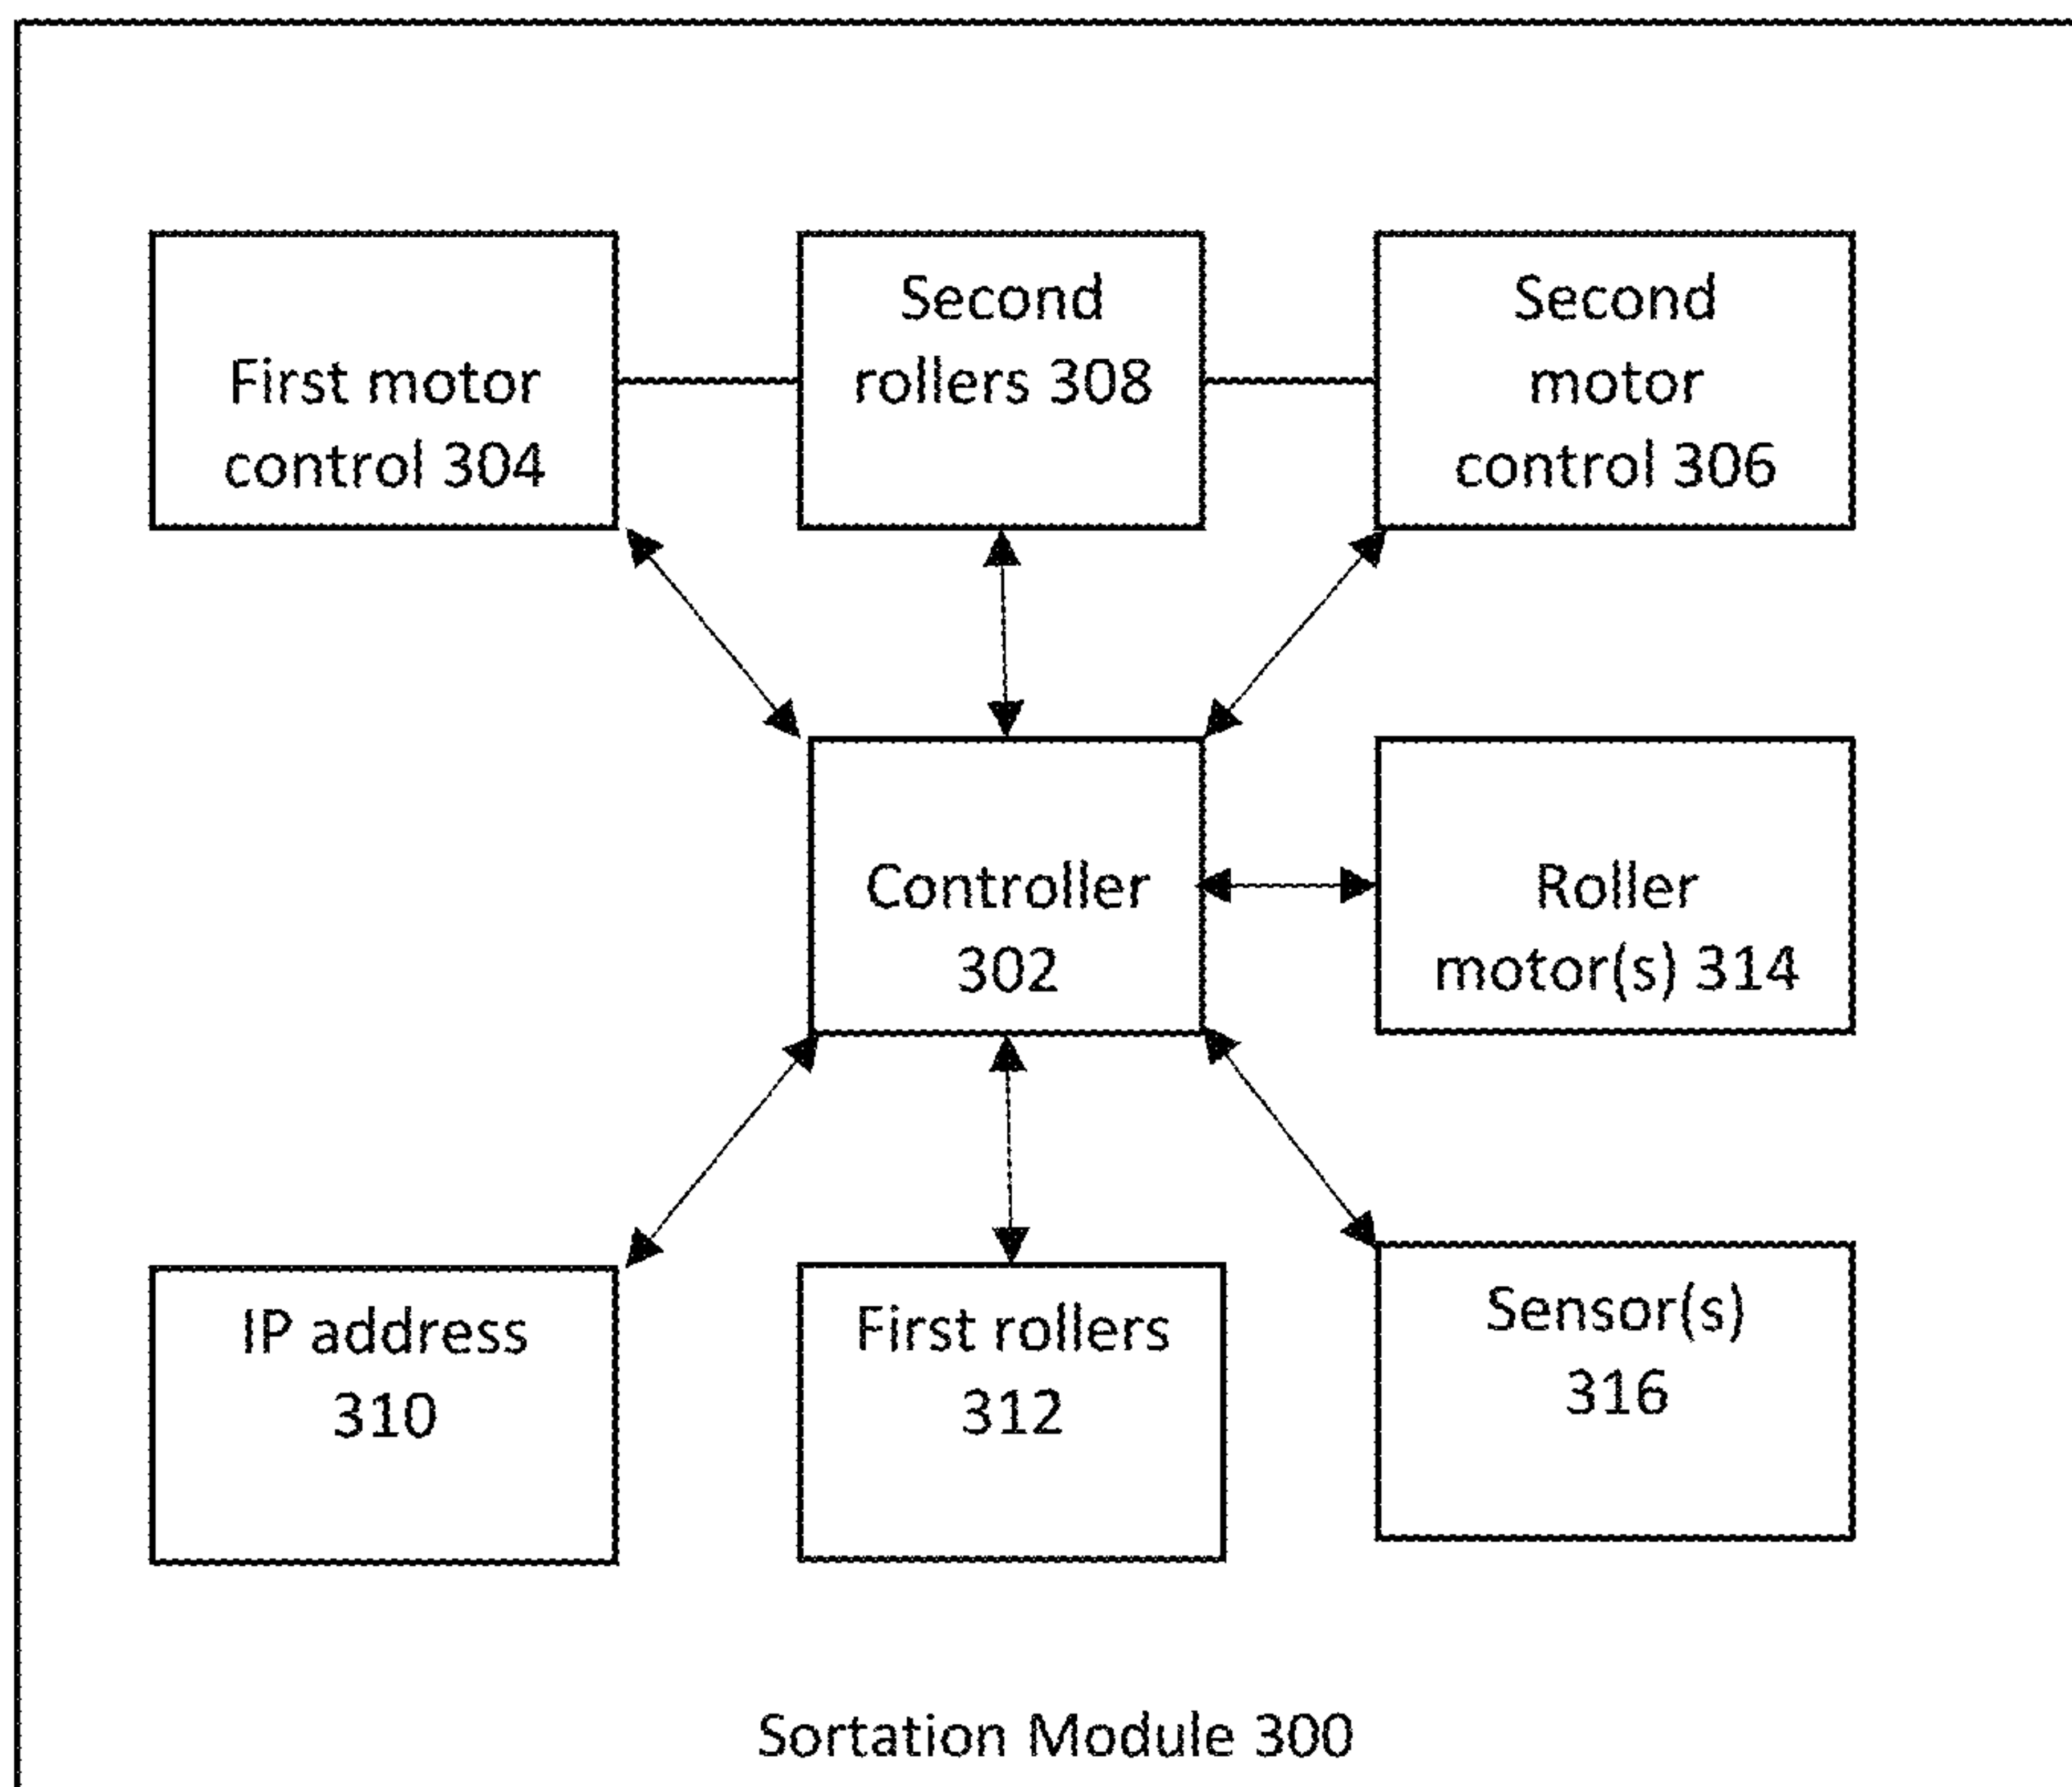 First motor
control 304
Second
rollers 308
Second
motor
control 306
Controller
302
Roller
motor(s) 314
IP address
310
First rollers
312
Sensor(s)
316
Sortation Module 300